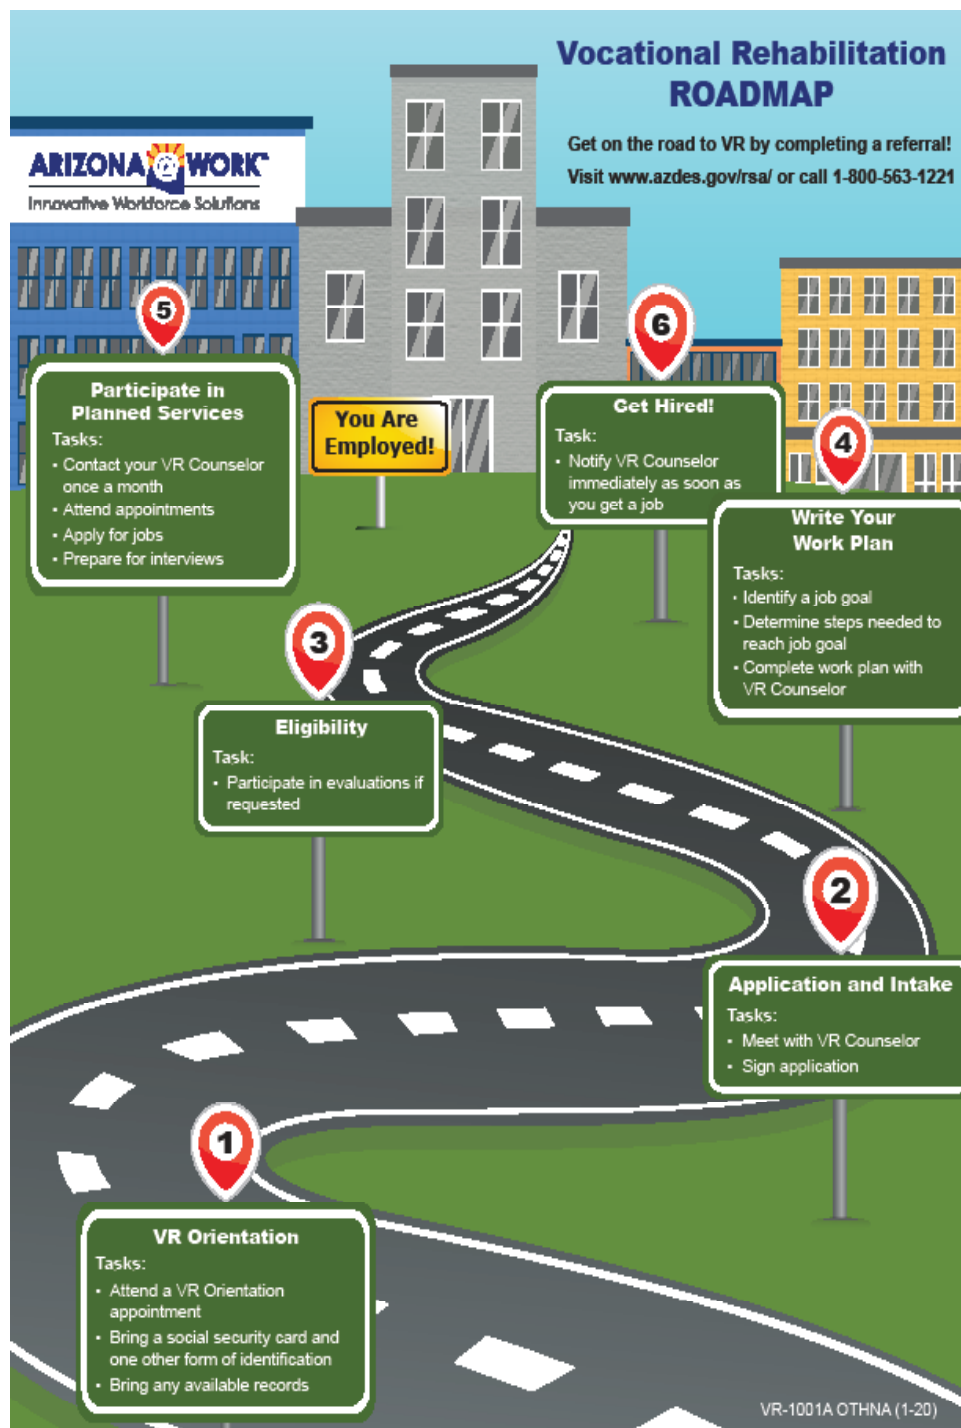 Vocational Rehabilitation
ROADMAP
Get on the road to VR by completing a referral!
Visit www.azdes.gov/rsa/ or call 1-800-563-1221
ARIZONA@WORK™
Innovative Workforce Solutions
5
Participate in
Planned Services
Tasks:
• Contact your VR Counselor
once a month
• Attend appointments
• Apply for jobs
• Prepare for interviews
You Are
Employed!
6
Get Hired!
Task:
• Notify VR Counselor
immediately as soon as
you get a job
4
Write Your
Work Plan
Tasks:
• Identify a job goal
• Determine steps needed to
reach job goal
• Complete work plan with
VR Counselor
3
Eligibility
Task:
• Participate in evaluations if
requested
2
Application and Intake
Tasks:
• Meet with VR Counselor
• Sign application
1
VR Orientation
Tasks:
• Attend a VR Orientation
appointment
• Bring a social security card and
one other form of identification
• Bring any available records
VR-1001A OTHNA (1-20)